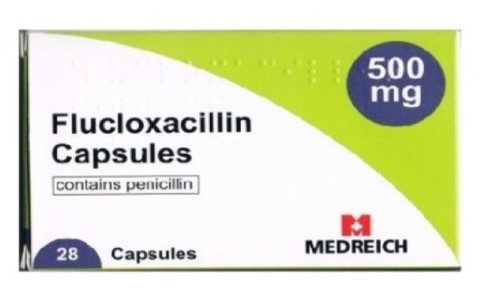 500
mg
Flucloxacillin
Capsules
contains penicillin
MEDREICH
28 Capsules